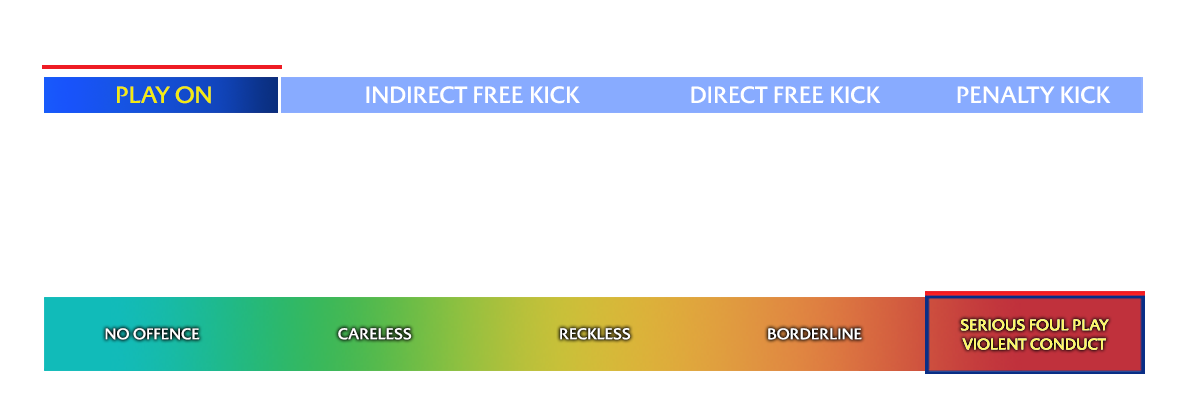 PLAY ON INDIRECT FREE KICK DIRECT FREE KICK PENALTY KICK
NO OFFENCE CARELESS RECKLESS BORDERLINE SERIOUS FOUL PLAY
VIOLENT CONDUCT